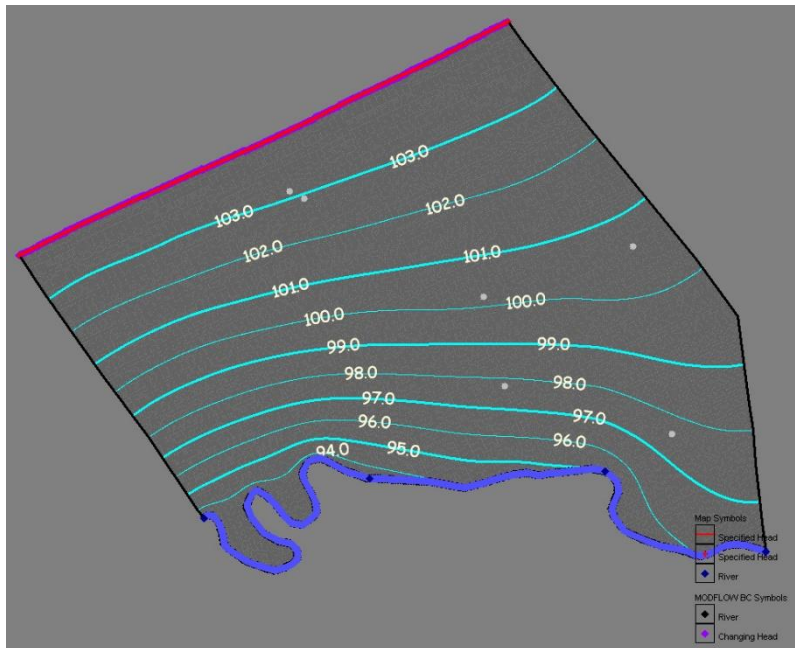 103.0
103.0
102.0
102.0
101.0
101.0
100.0
100.0
99.0
99.0
98.0
98.0
97.0
97.0
96.0
96.0
95.0
94.0
Map Symbols
Specified Head
Specified Head
River
MODFLOW BC Symbols
River
Changing Head